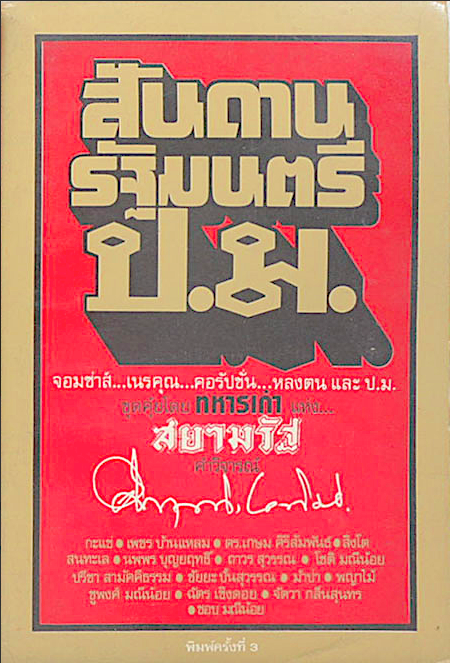 สันดาน
รัฐมนตรี
ป.ม.
จอมซ่าส์...เนรคุณ...คอรัปชั่น...หลงตน และ ป.ม.
ขุดคุ้ยโดย ทหารเก่า แห่ง...
สยามรัฐ
คำวิจารณ์
กะแช่ • เพชร บ้านแหลม • ดร.เกษม ศิริสัมพันธ์ • สิงโต
สนทะเล • นพพร บุญยฤทธิ์ • ถาวร สุวรรณ • โชติ มณีน้อย
ปรีชา สามัคคีธรรม • ชัยยะ ปั้นสุวรรณ • ม้าป่า • พญาไม้
ชูพงศ์ มณีน้อย • ฉัตร เชิงดอย • จัตวา กลิ่นสุนทร
• ชอบ มณีน้อย
พิมพ์ครั้งที่ 3